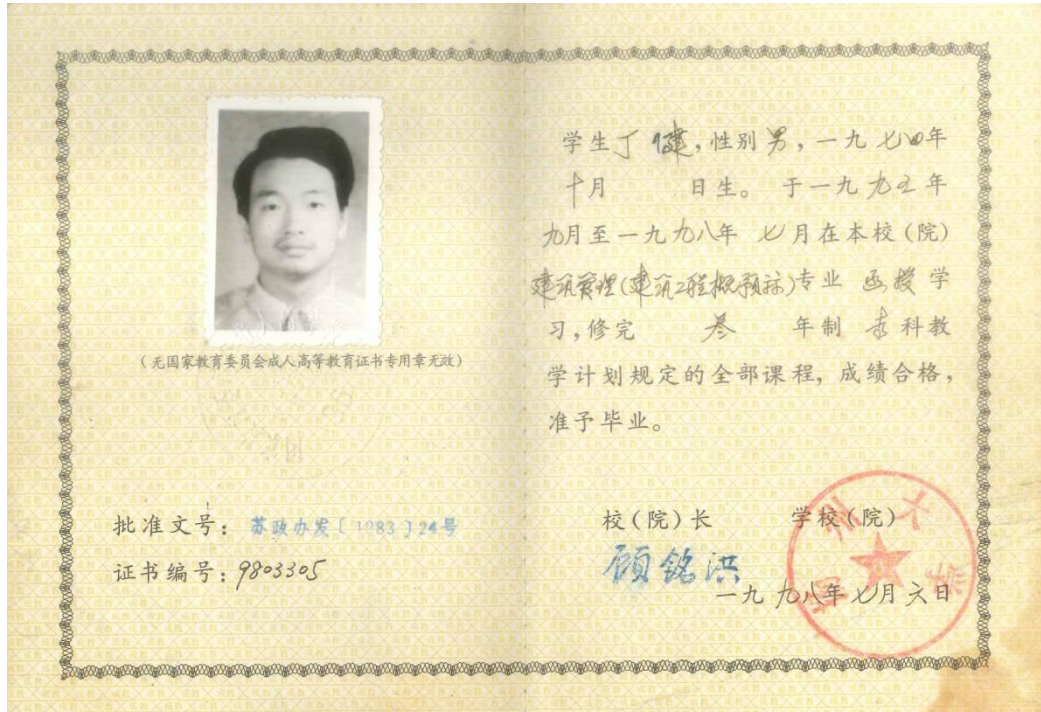 (无国家教育委员会成人高等教育证书专用章无效)
批准文号：苏政办发〔1983〕24号
证书编号：9803305
学生丁健，性别男，一九七四年
十月 日生。于一九九五年
九月至一九九八年七月在本校(院)
建筑管理(建筑工程概预标)专业 函授学
习，修完 叁 年制 专科教
学计划规定的全部课程，成绩合格，
准予毕业。
校(院)长 学校(院)
顾铭洪
一九九八年七月六日
州大学